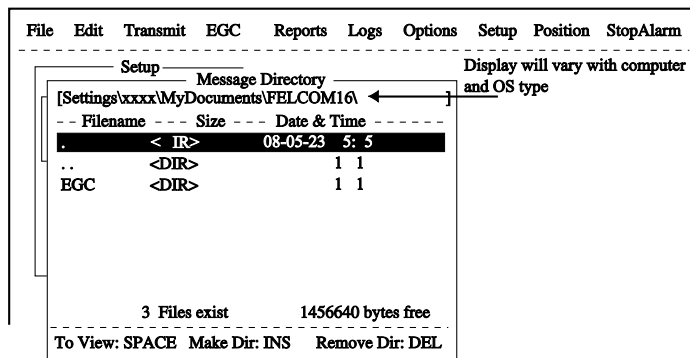 File Edit Transmit EGC Reports Logs Options Setup Position StopAlarm
Setup
Display will vary with computer
and OS type
Message Directory
[Settings\xxxx\MyDocuments\FELCOM16\ ]
Filename Size Date & Time
. < IR> 08-05-23 5: 5
. . <DIR> 1 1
EGC <DIR> 1 1
3 Files exist 1456640 bytes free
To View: SPACE Make Dir: INS Remove Dir: DEL